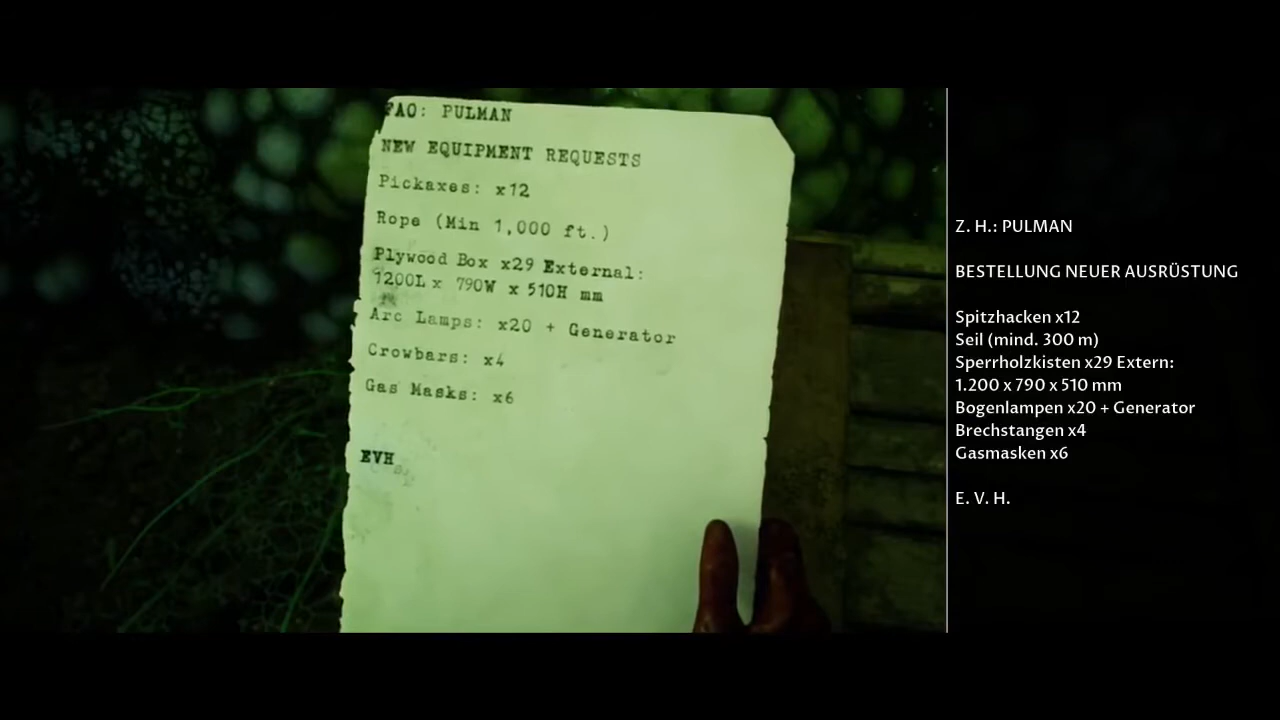 FAO: PULMAN
NEW EQUIPMENT REQUESTS
Pickaxes: x12
Rope (Min 1,000 ft.)
Plywood Box x29 External:
1200L x 790W x 510H mm
Arc Lamps: x20 + Generator
Crowbars: x4
Gas Masks: x6
EVH
Z. H.: PULMAN
BESTELLUNG NEUER AUSRÜSTUNG
Spitzhacken x12
Seil (mind. 300 m)
Sperrholzkisten x29 Extern:
1.200 x 790 x 510 mm
Bogenlampen x20 + Generator
Brechstangen x4
Gasmasken x6
E. V. H.